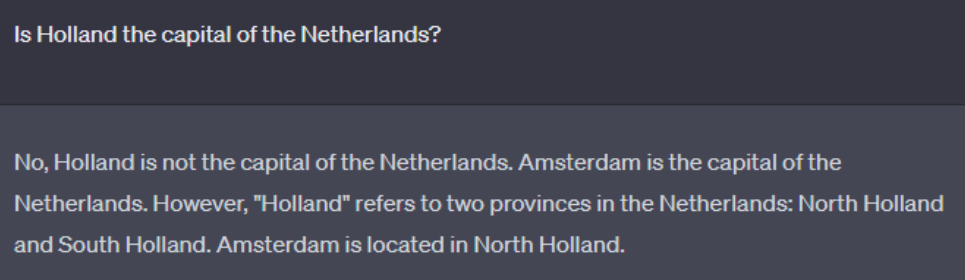 Is Holland the capital of the Netherlands?
No, Holland is not the capital of the Netherlands. Amsterdam is the capital of the
Netherlands. However, "Holland" refers to two provinces in the Netherlands: North Holland
and South Holland. Amsterdam is located in North Holland.